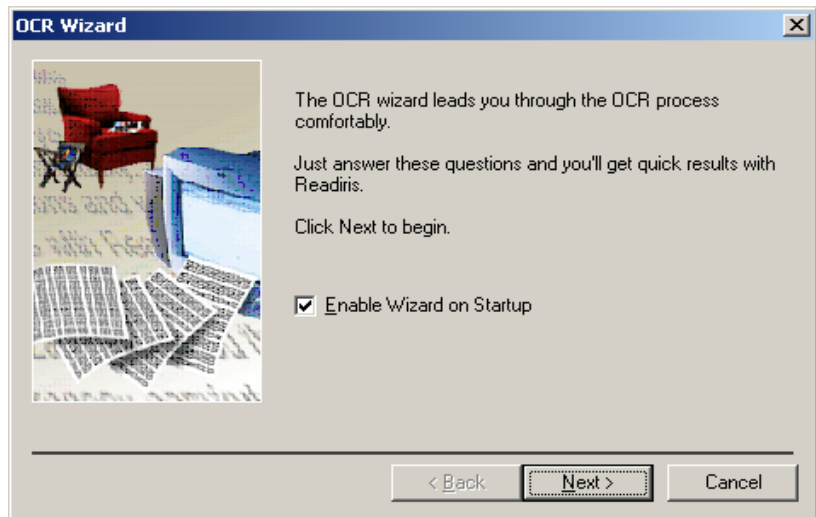 OCR Wizard
The OCR wizard leads you through the OCR process
comfortably.
Just answer these questions and you'll get quick results with
Readiris.
Click Next to begin.
Enable Wizard on Startup
< Back
Next >
Cancel